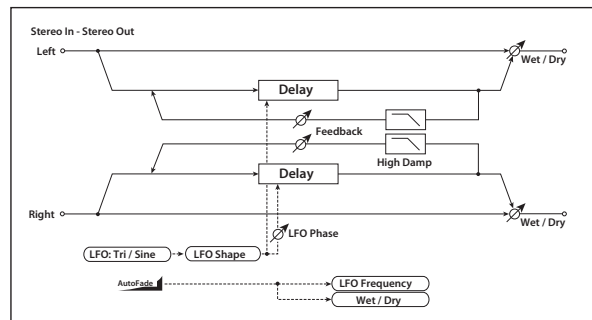 Stereo In - Stereo Out
Left
Wet / Dry
Delay
Feedback
High Damp
Delay
Right
Wet / Dry
LFO Phase
LFO: Tri / Sine
LFO Shape
AutoFade
LFO Frequency
Wet / Dry